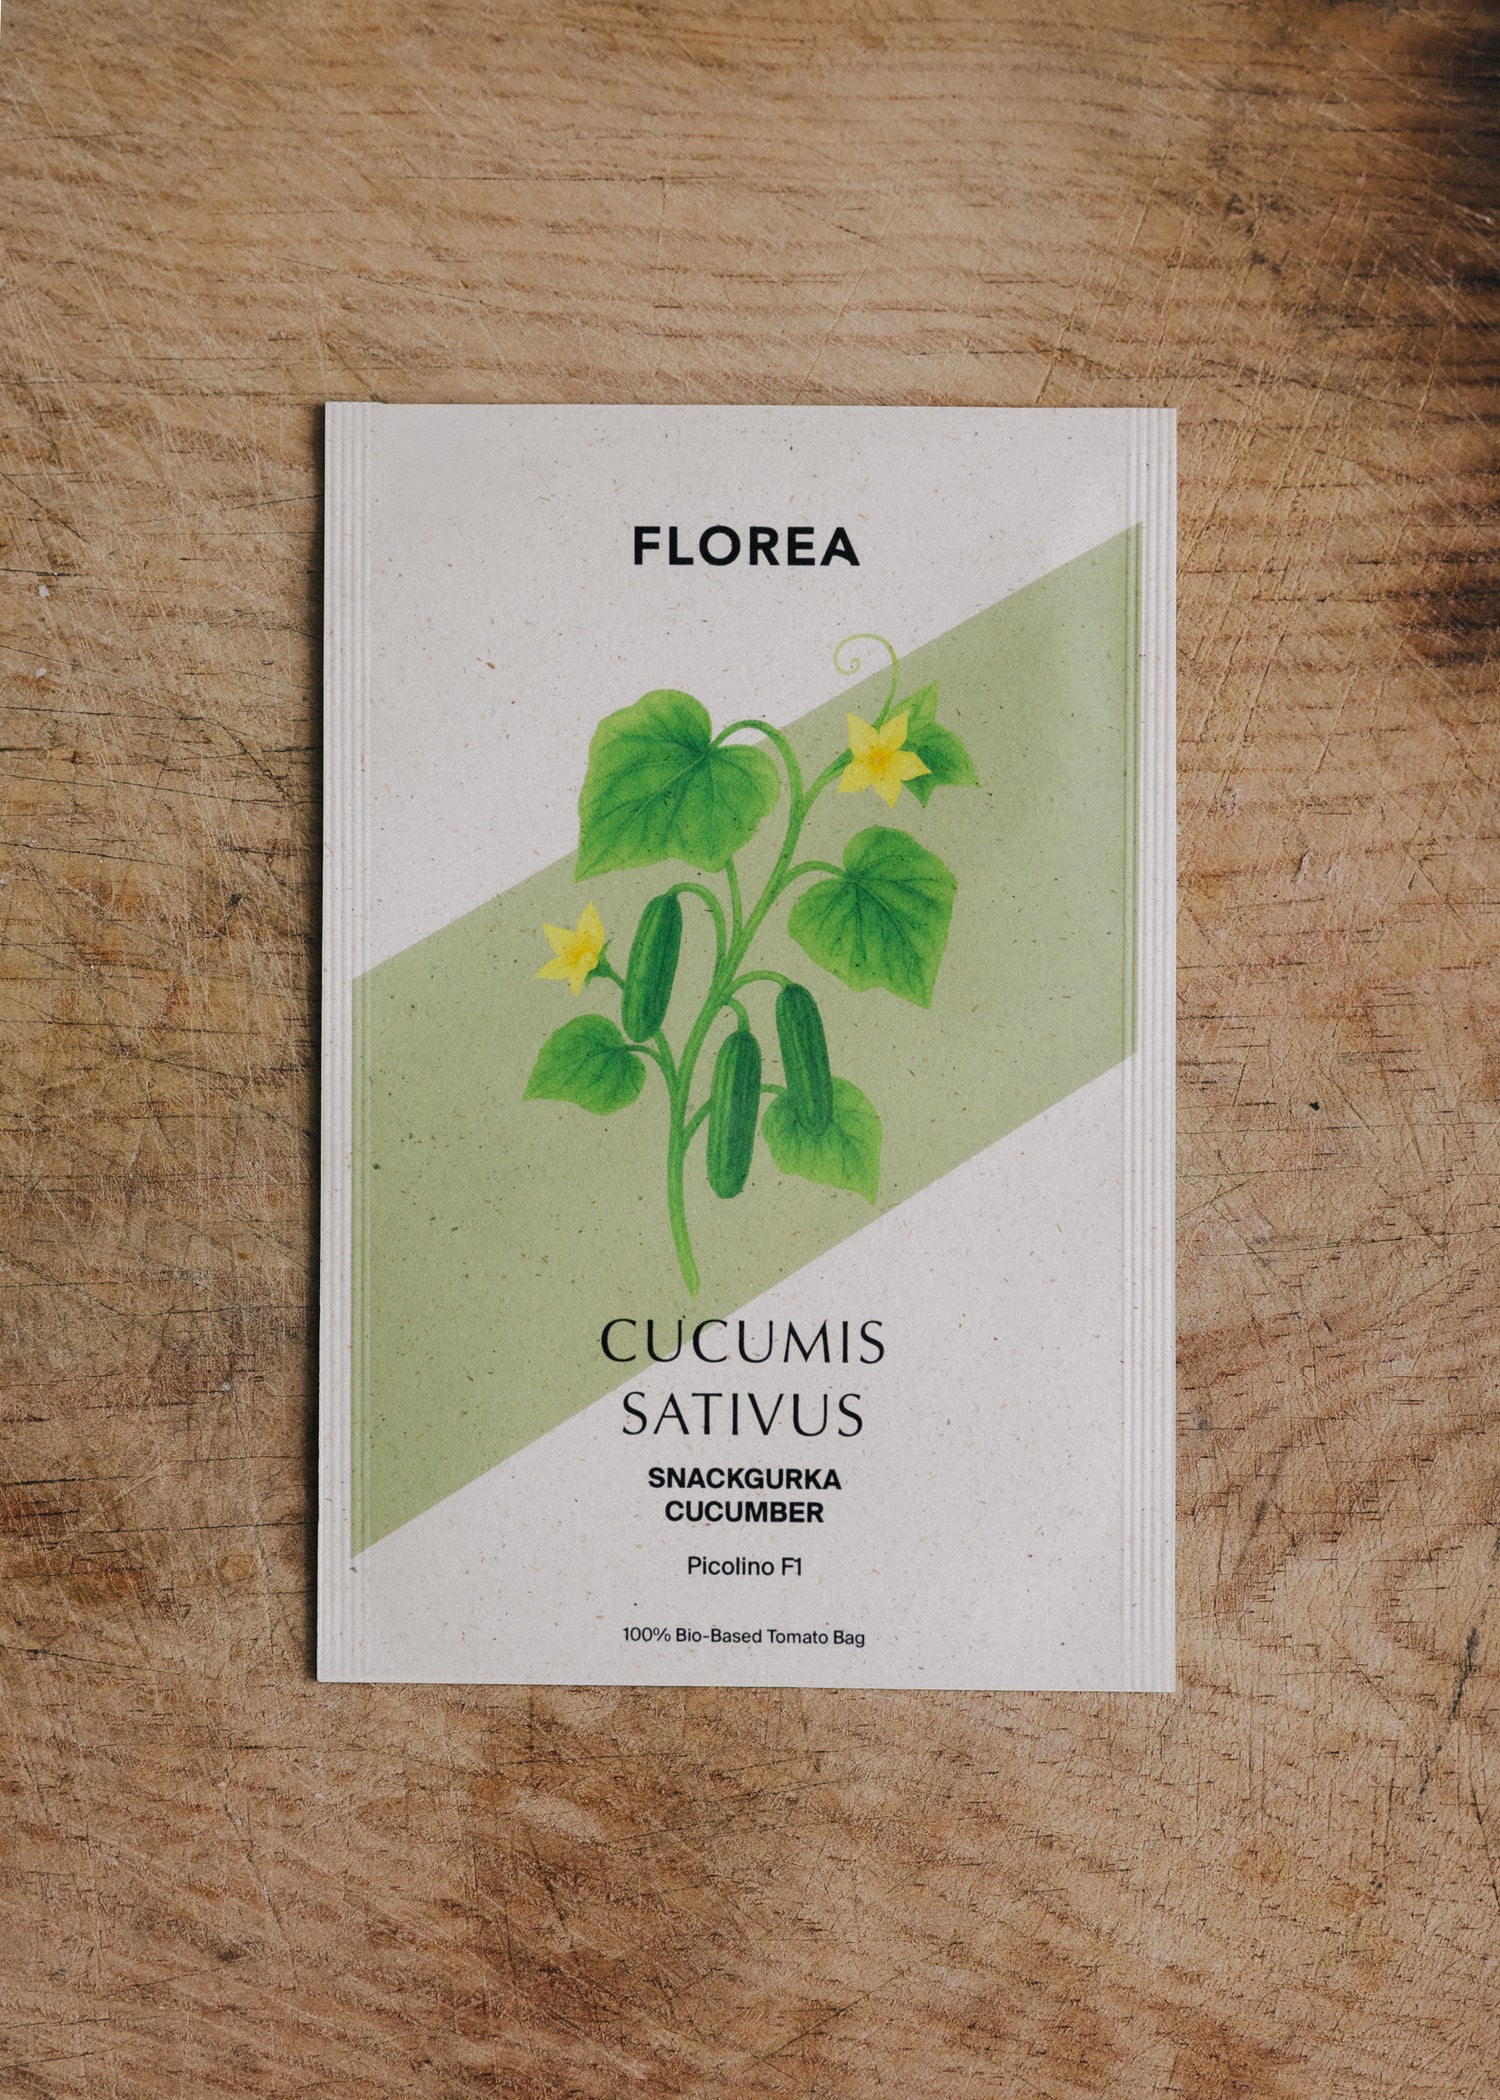 FLOREA
CUCUMIS
SATIVUS
SNACKGURKA
CUCUMBER
Picolino F1
100% Bio-Based Tomato Bag